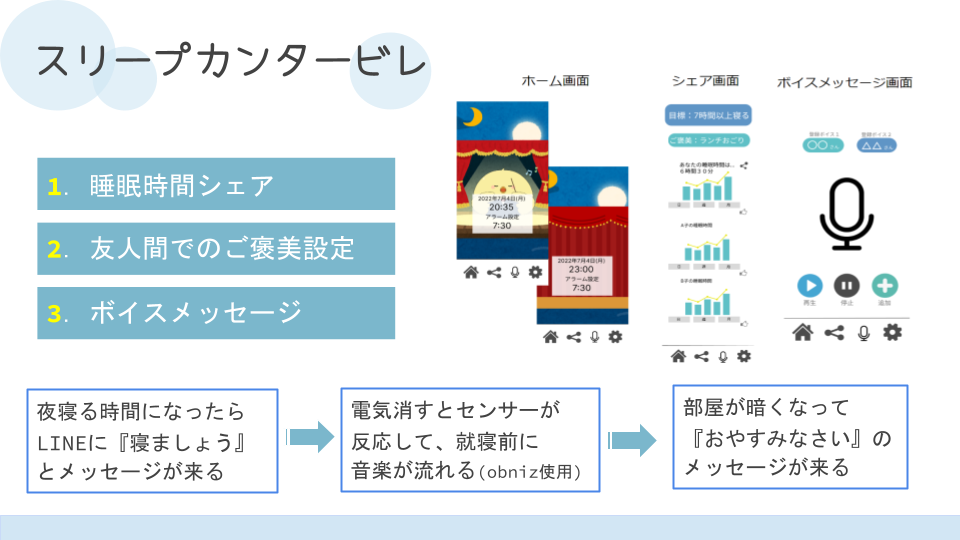 スリープカンタービレ
ホーム画面
シェア画面
ボイスメッセージ画面
1. 睡眠時間シェア
2. 友人間でのご褒美設定
3. ボイスメッセージ
2022年7月4日(月)
20:35
アラーム設定
7:30
2022年7月4日(月)
23:00
アラーム設定
7:30
目標：7時間以上寝る
ご褒美：ランチおごり
あなたの睡眠時間は...
6時間30分
Aさの睡眠時間
Bさの睡眠時間
登録ボイス1
〇〇さん
登録ボイス2
△△さん
再生
停止
追加
夜寝る時間になったら
LINEに『寝ましょう』
とメッセージが来る
電気消すとセンサーが
反応して、就寝前に
音楽が流れる(obniz使用)
部屋が暗くなって
『おやすみなさい』の
メッセージが来る